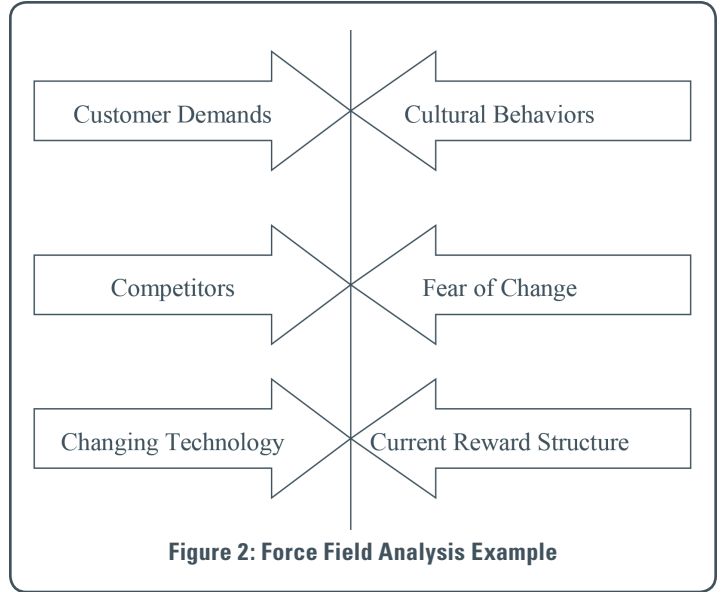 Customer Demands
Cultural Behaviors
Competitors
Fear of Change
Changing Technology
Current Reward Structure
Figure 2: Force Field Analysis Example